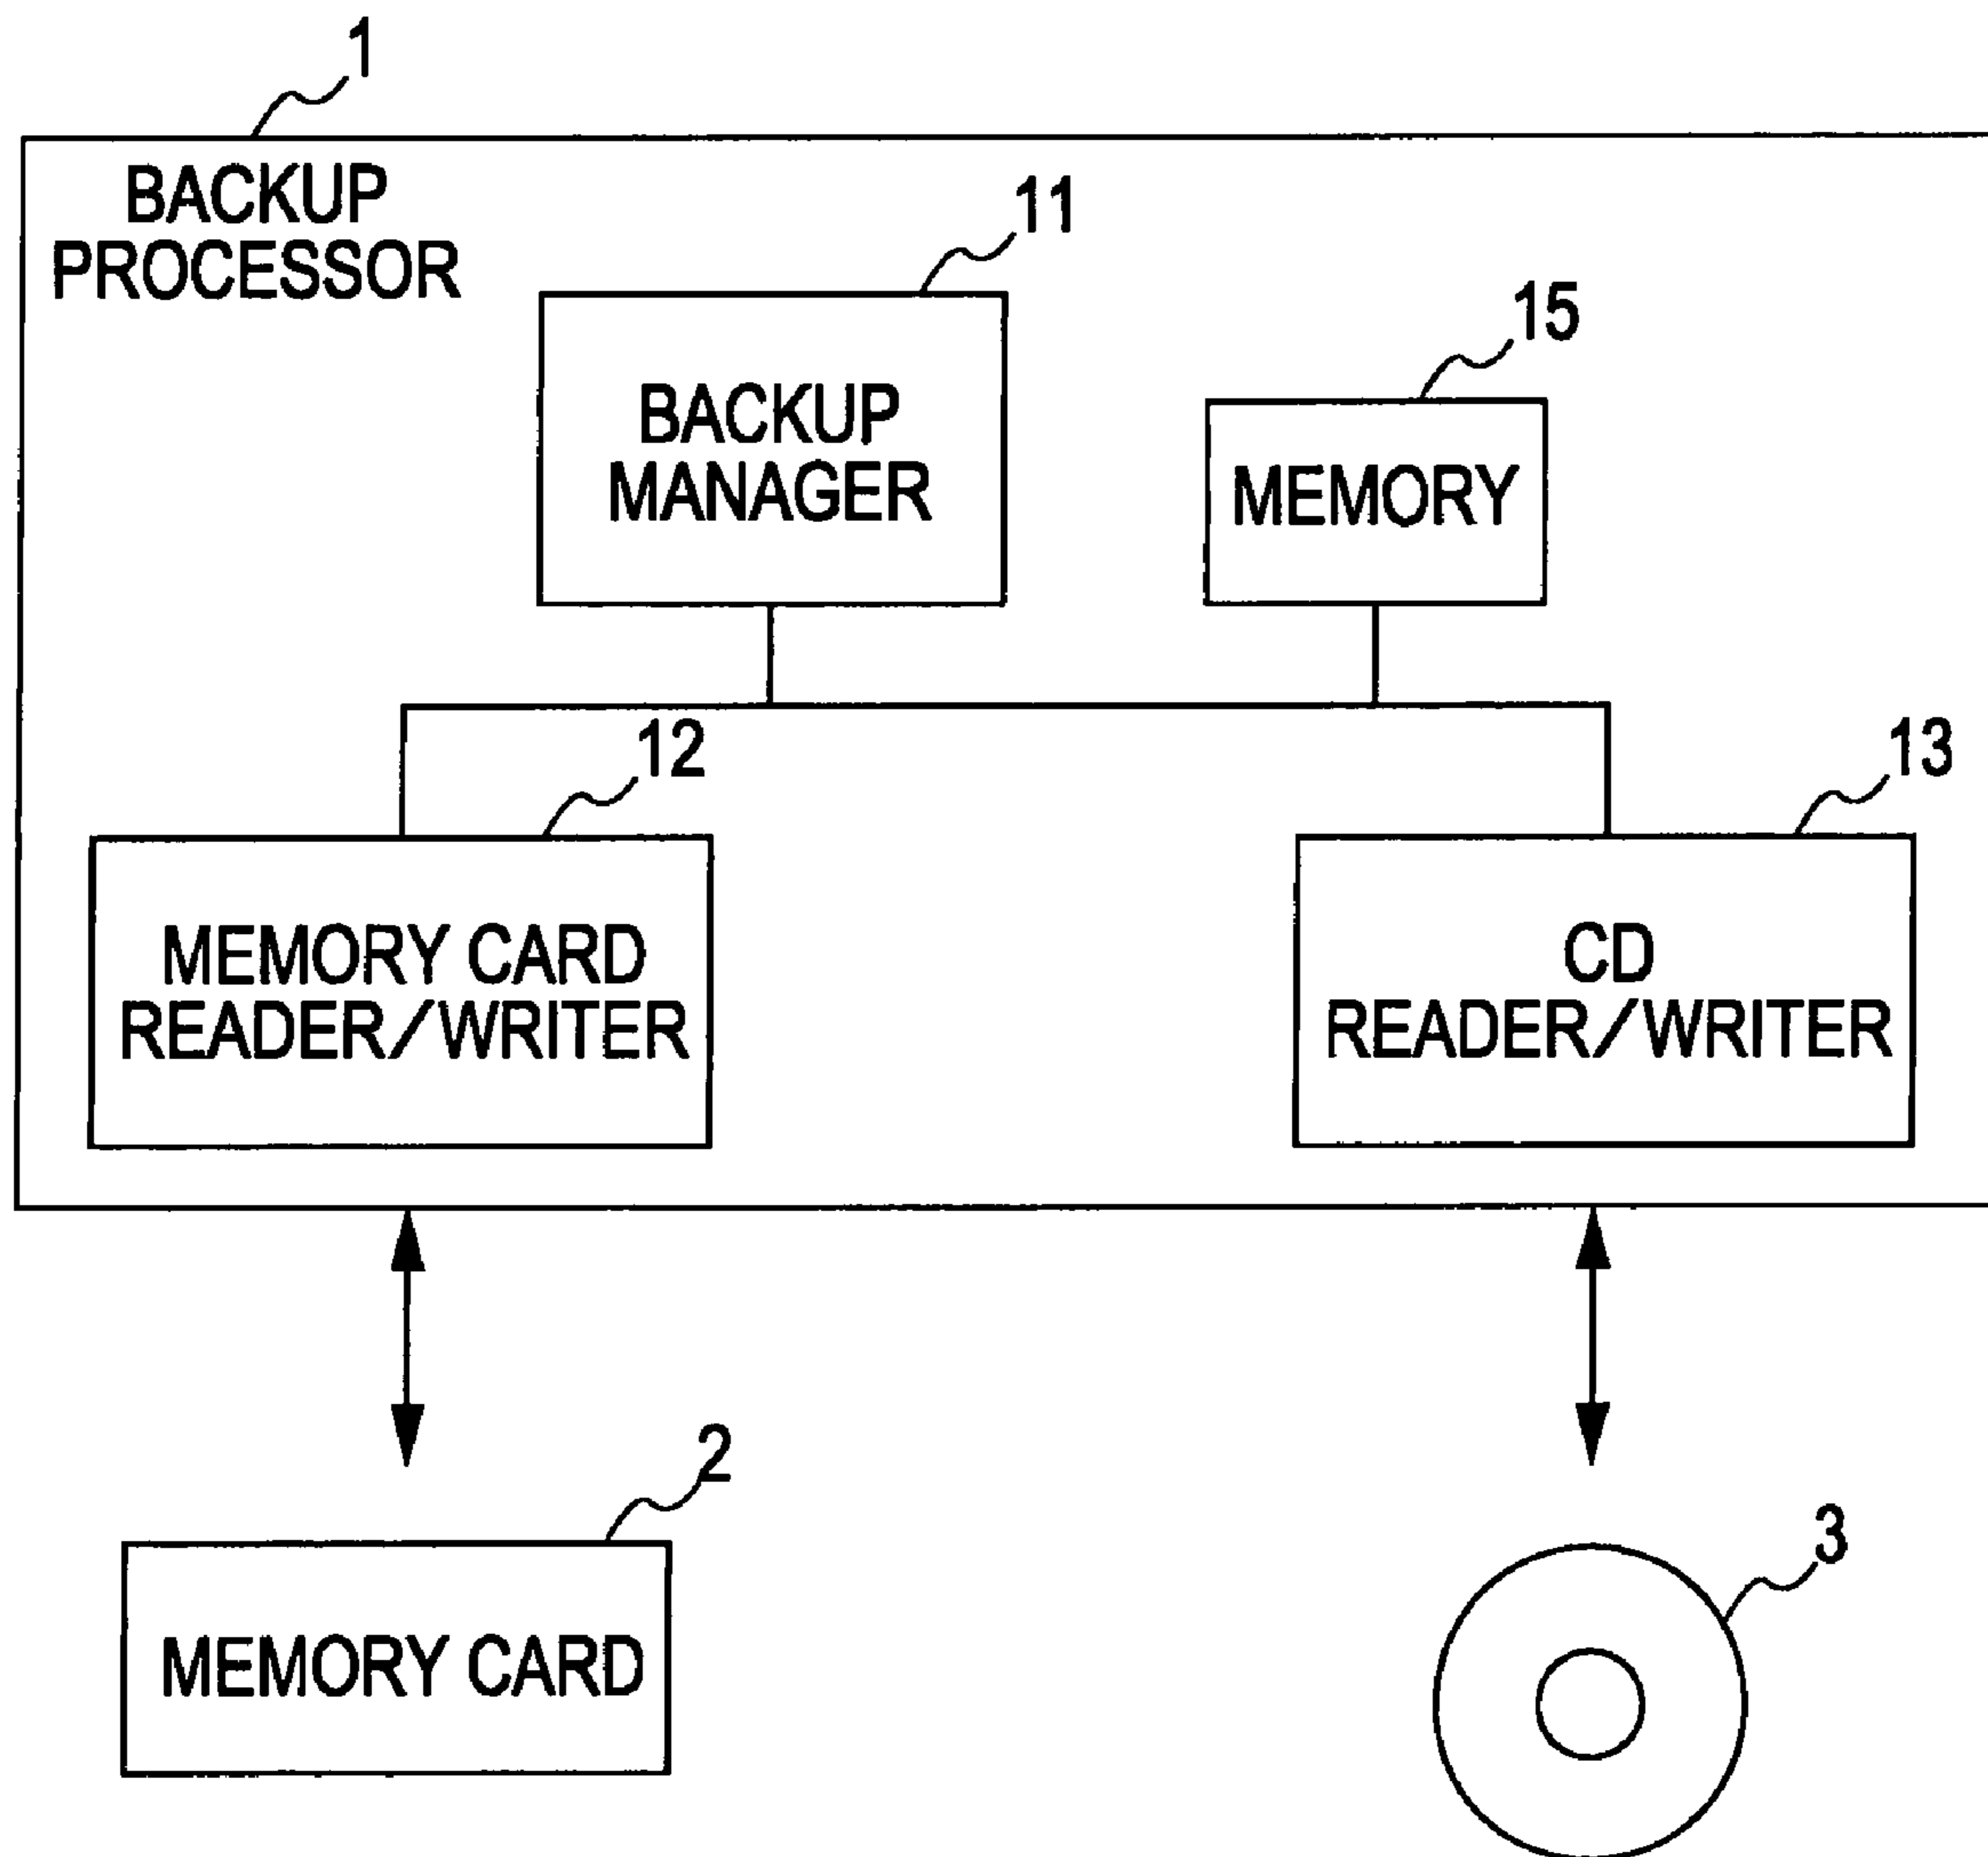 1
BACKUP
PROCESSOR
11
BACKUP
MANAGER
15
MEMORY
12
MEMORY CARD
READER/WRITER
13
CD
READER/WRITER
2
MEMORY CARD
3